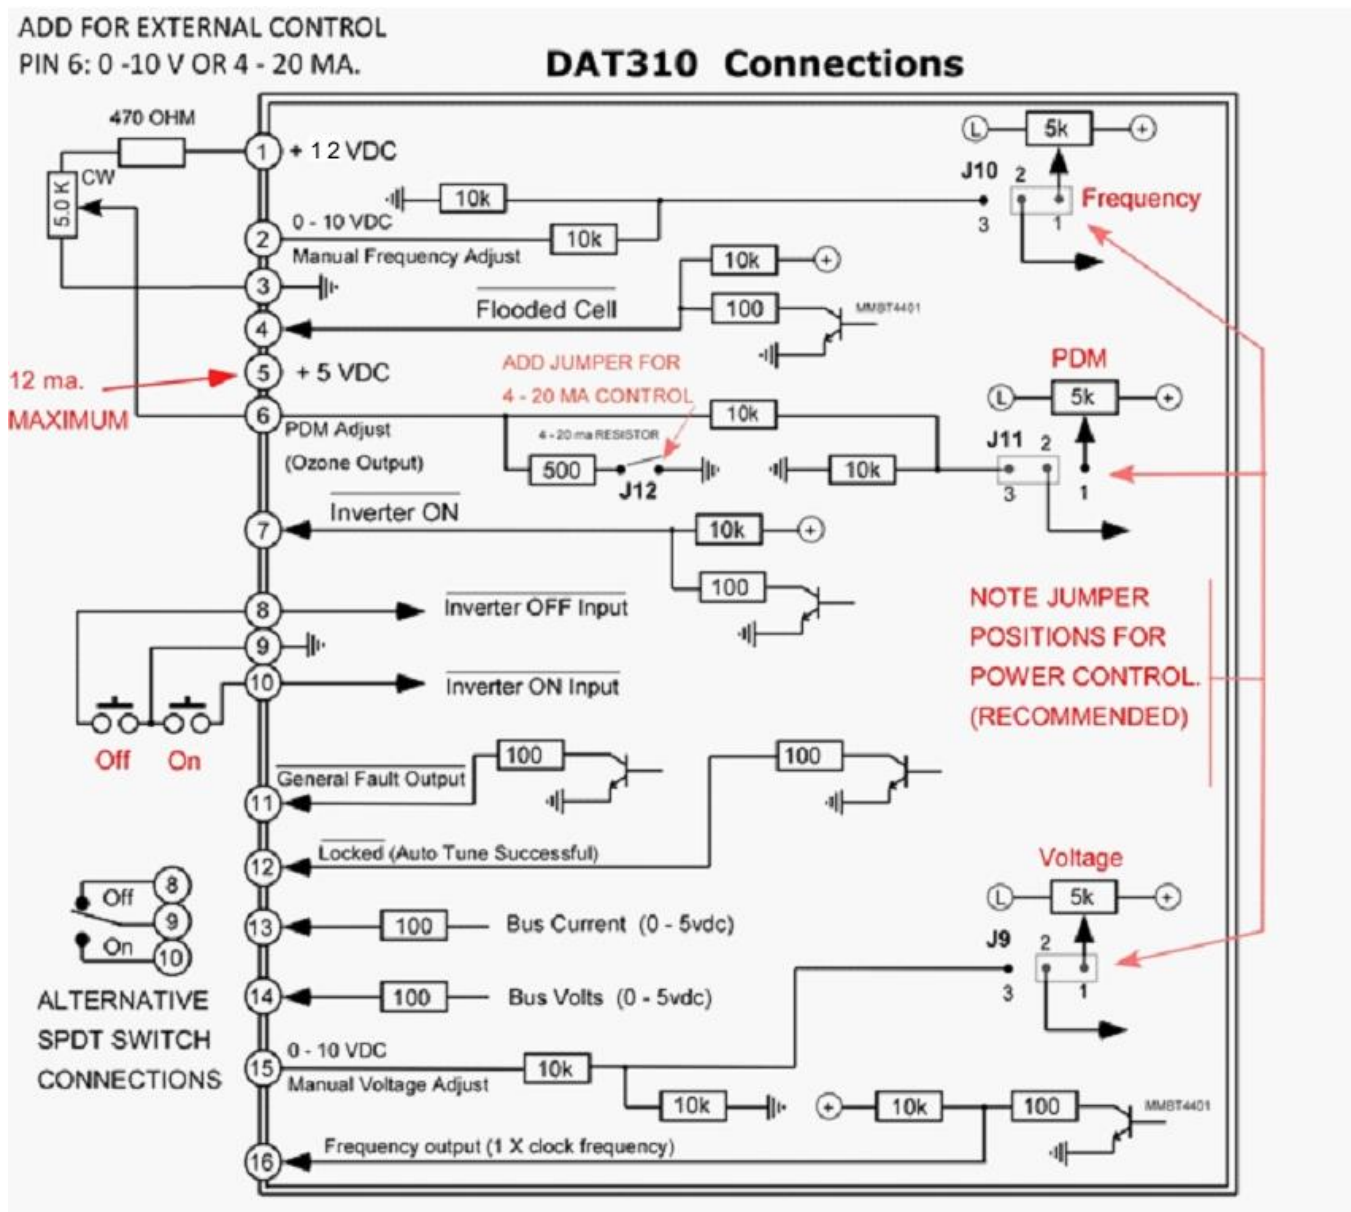 ADD FOR EXTERNAL CONTROL
PIN 6: 0 -10 V OR 4 - 20 MA.
DAT310 Connections
470 OHM
1
+ 12 VDC
CW
5.0 K
L
5k
+
J10
2
3
1
Frequency
10k
0 - 10 VDC
2
Manual Frequency Adjust
10k
3
10k
+
Flooded Cell
100
MMBT4401
4
5
+ 5 VDC
12 ma.
MAXIMUM
ADD JUMPER FOR
4 - 20 MA CONTROL
PDM
L
5k
+
6
PDM Adjust
(Ozone Output)
10k
4 - 20 ma RESISTOR
500
J12
10k
J11
2
3
1
Inverter ON
7
10k
+
100
8
Inverter OFF Input
9
10
Inverter ON Input
Off
On
NOTE JUMPER
POSITIONS FOR
POWER CONTROL.
(RECOMMENDED)
100
100
General Fault Output
11
Locked (Auto Tune Successful)
12
Voltage
L
5k
+
J9
2
3
1
Off
8
9
On
10
ALTERNATIVE
SPDT SWITCH
CONNECTIONS
13
100
Bus Current (0 - 5vdc)
14
100
Bus Volts (0 - 5vdc)
0 - 10 VDC
15
Manual Voltage Adjust
10k
10k
+
10k
100
MMBT4401
Frequency output (1 X clock frequency)
16